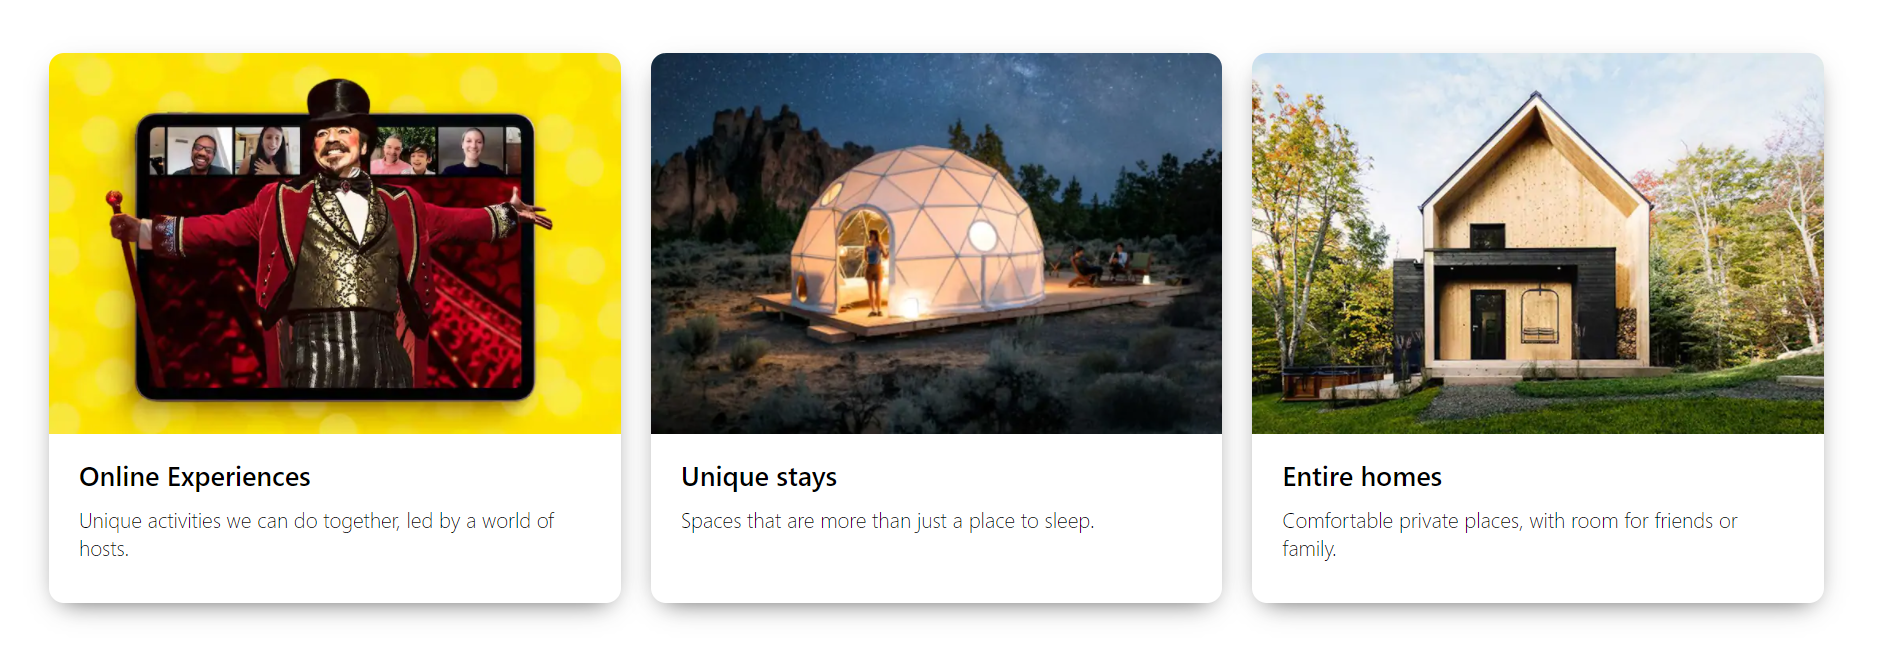 Online Experiences
Unique activities we can do together, led by a world of
hosts.
Unique stays
Spaces that are more than just a place to sleep.
Entire homes
Comfortable private places, with room for friends or
family.